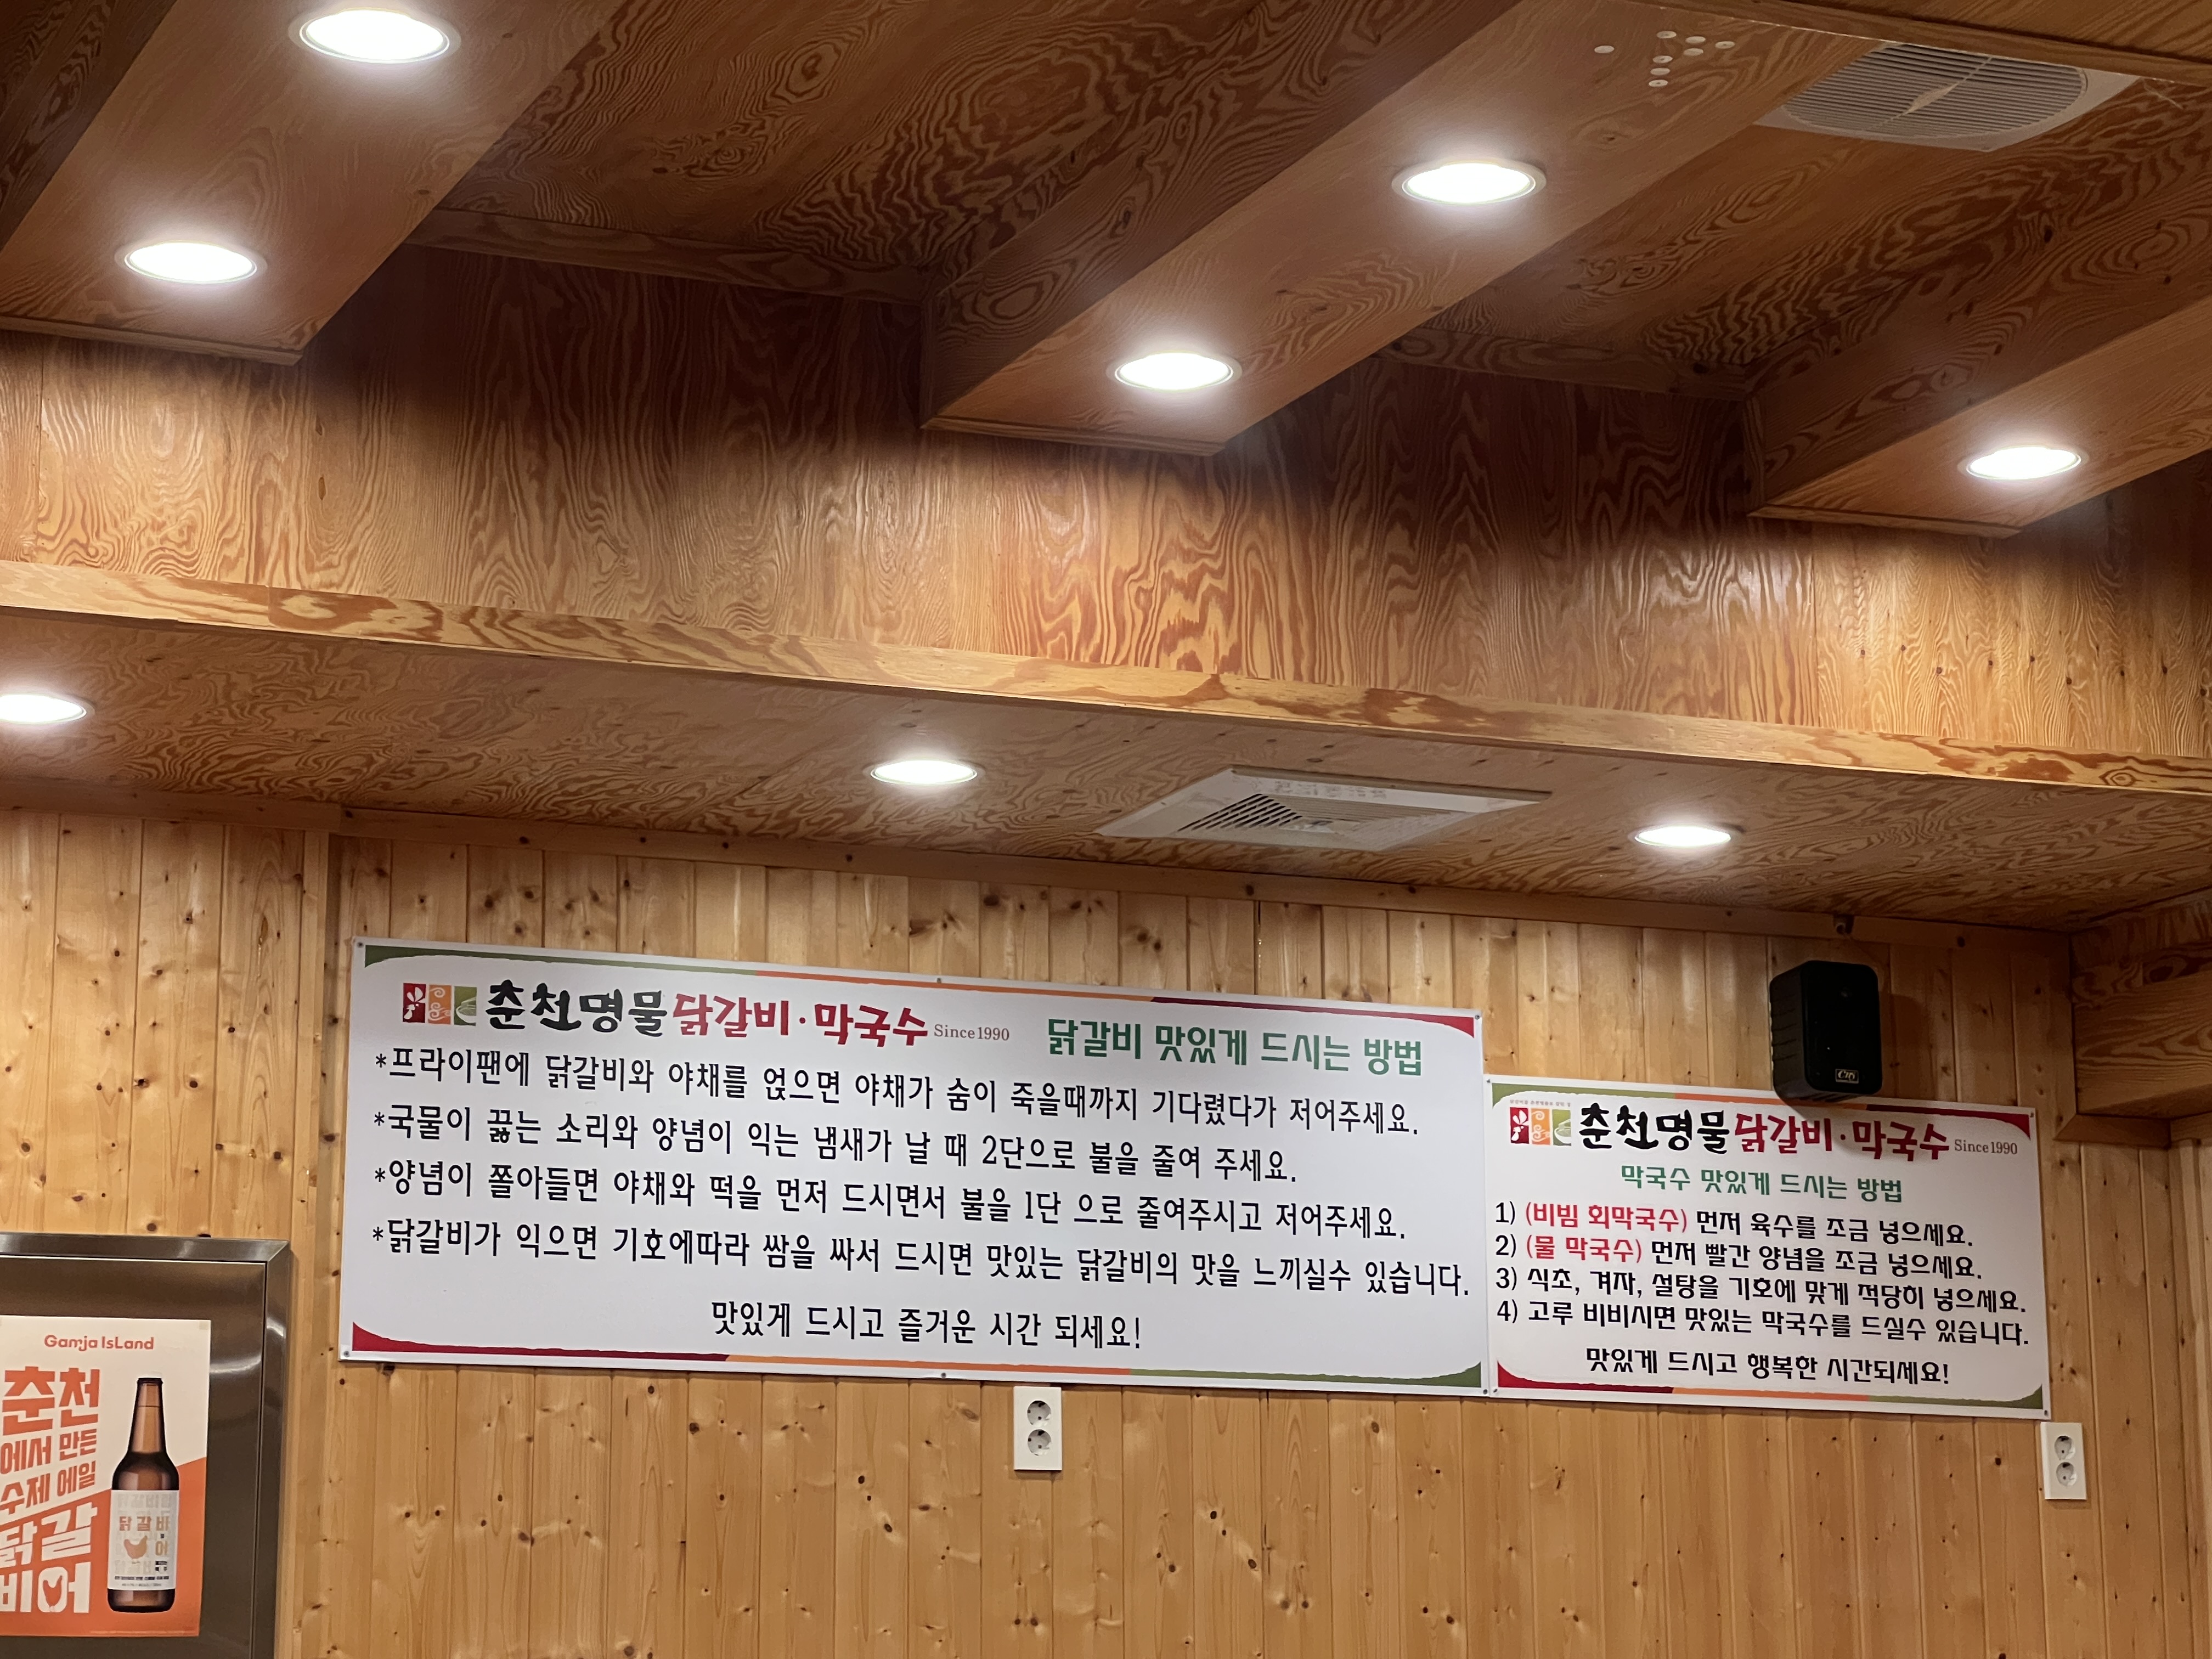 춘천명물닭갈비·막국수 Since1990 닭갈비 맛있게 드시는 방법
*프라이팬에 닭갈비와 야채를 얹으면 야채가 숨이 죽을때까지 기다렸다가 저어주세요.
*국물이 끓는 소리와 양념이 익는 냄새가 날 때 2단으로 불을 줄여 주세요.
*양념이 쫄아들면 야채와 떡을 먼저 드시면서 불을 1단 으로 줄여주시고 저어주세요.
*닭갈비가 익으면 기호에따라 쌈을 싸서 드시면 맛있는 닭갈비의 맛을 느끼실수 있습니다.
맛있게 드시고 즐거운 시간 되세요!
춘천명물닭갈비·막국수 Since1990
막국수 맛있게 드시는 방법
1) (비빔 회막국수) 먼저 육수를 조금 넣으세요.
2) (물 막국수) 먼저 빨간 양념을 조금 넣으세요.
3) 식초, 겨자, 설탕을 기호에 맞게 적당히 넣으세요.
4) 고루 비비시면 맛있는 막국수를 드실수 있습니다.
맛있게 드시고 행복한 시간되세요!
Gamja IsLand
춘천
에서 만든
수제 에일
닭갈
비어
닭갈비
어